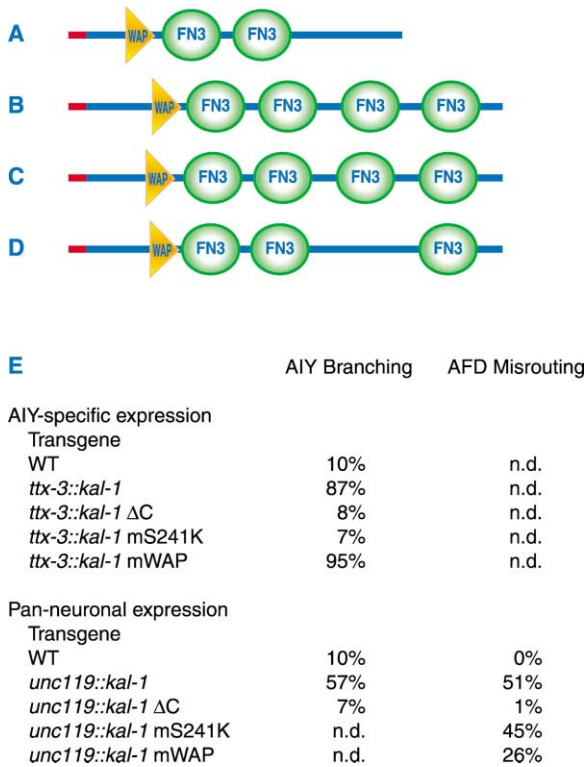 A WAP FN3 FN3
B WAP FN3 FN3 FN3 FN3
C WAP FN3 FN3 FN3 FN3
D WAP FN3 FN3 FN3
E AIY Branching AFD Misrouting
AIY-specific expression
Transgene
WT 10% n.d.
ttx-3::kal-1 87% n.d.
ttx-3::kal-1 ΔC 8% n.d.
ttx-3::kal-1 mS241K 7% n.d.
ttx-3::kal-1 mWAP 95% n.d.
Pan-neuronal expression
Transgene
WT 10% 0%
unc119::kal-1 57% 51%
unc119::kal-1 ΔC 7% 1%
unc119::kal-1 mS241K n.d. 45%
unc119::kal-1 mWAP n.d. 26%